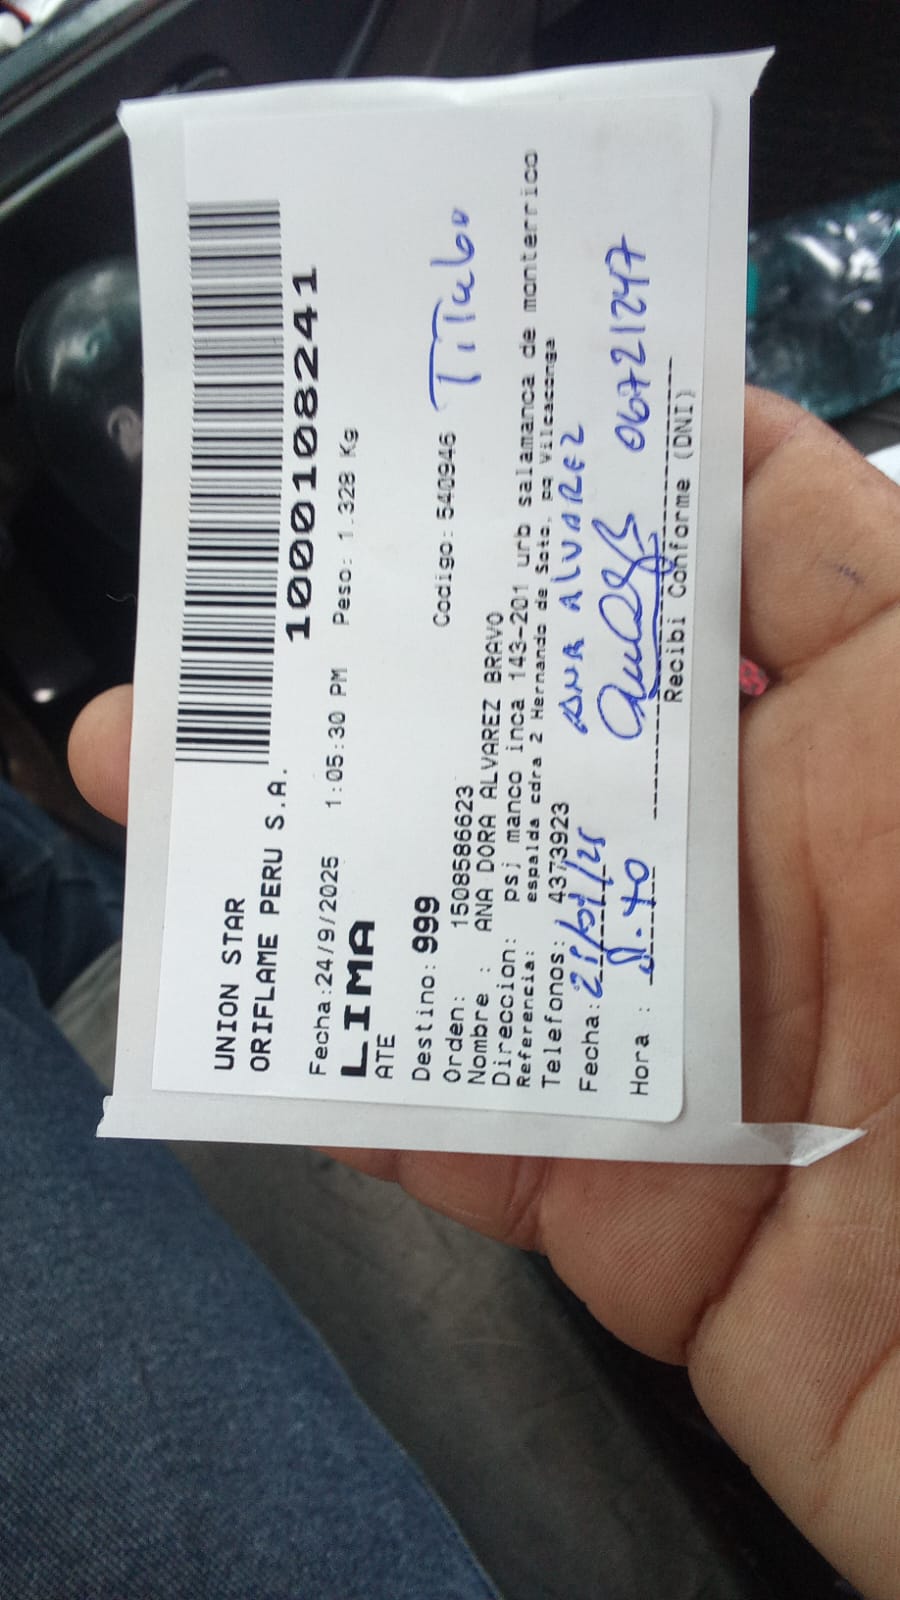 UNION STAR
ORIFLAME PERU S.A.
1000108241
Fecha:24/9/2025 1:05:30 PM Peso: 1.328 Kg
LIMA
ATE
Destino: 999
Orden: 1508586623 Codigo: 540946 TiTular
Nombre : ANA DORA ALVAREZ BRAVO
Direccion: psj manco inca 143-201 urb salamanca de monterrico
Referencia: espalda cdra 2 Hernando de Soto, pq Vilcaconga
Telefonos: 4373923
Fecha: ANA AlVAREZ
Hora : 06721247
Recibi Conforme (DNI)